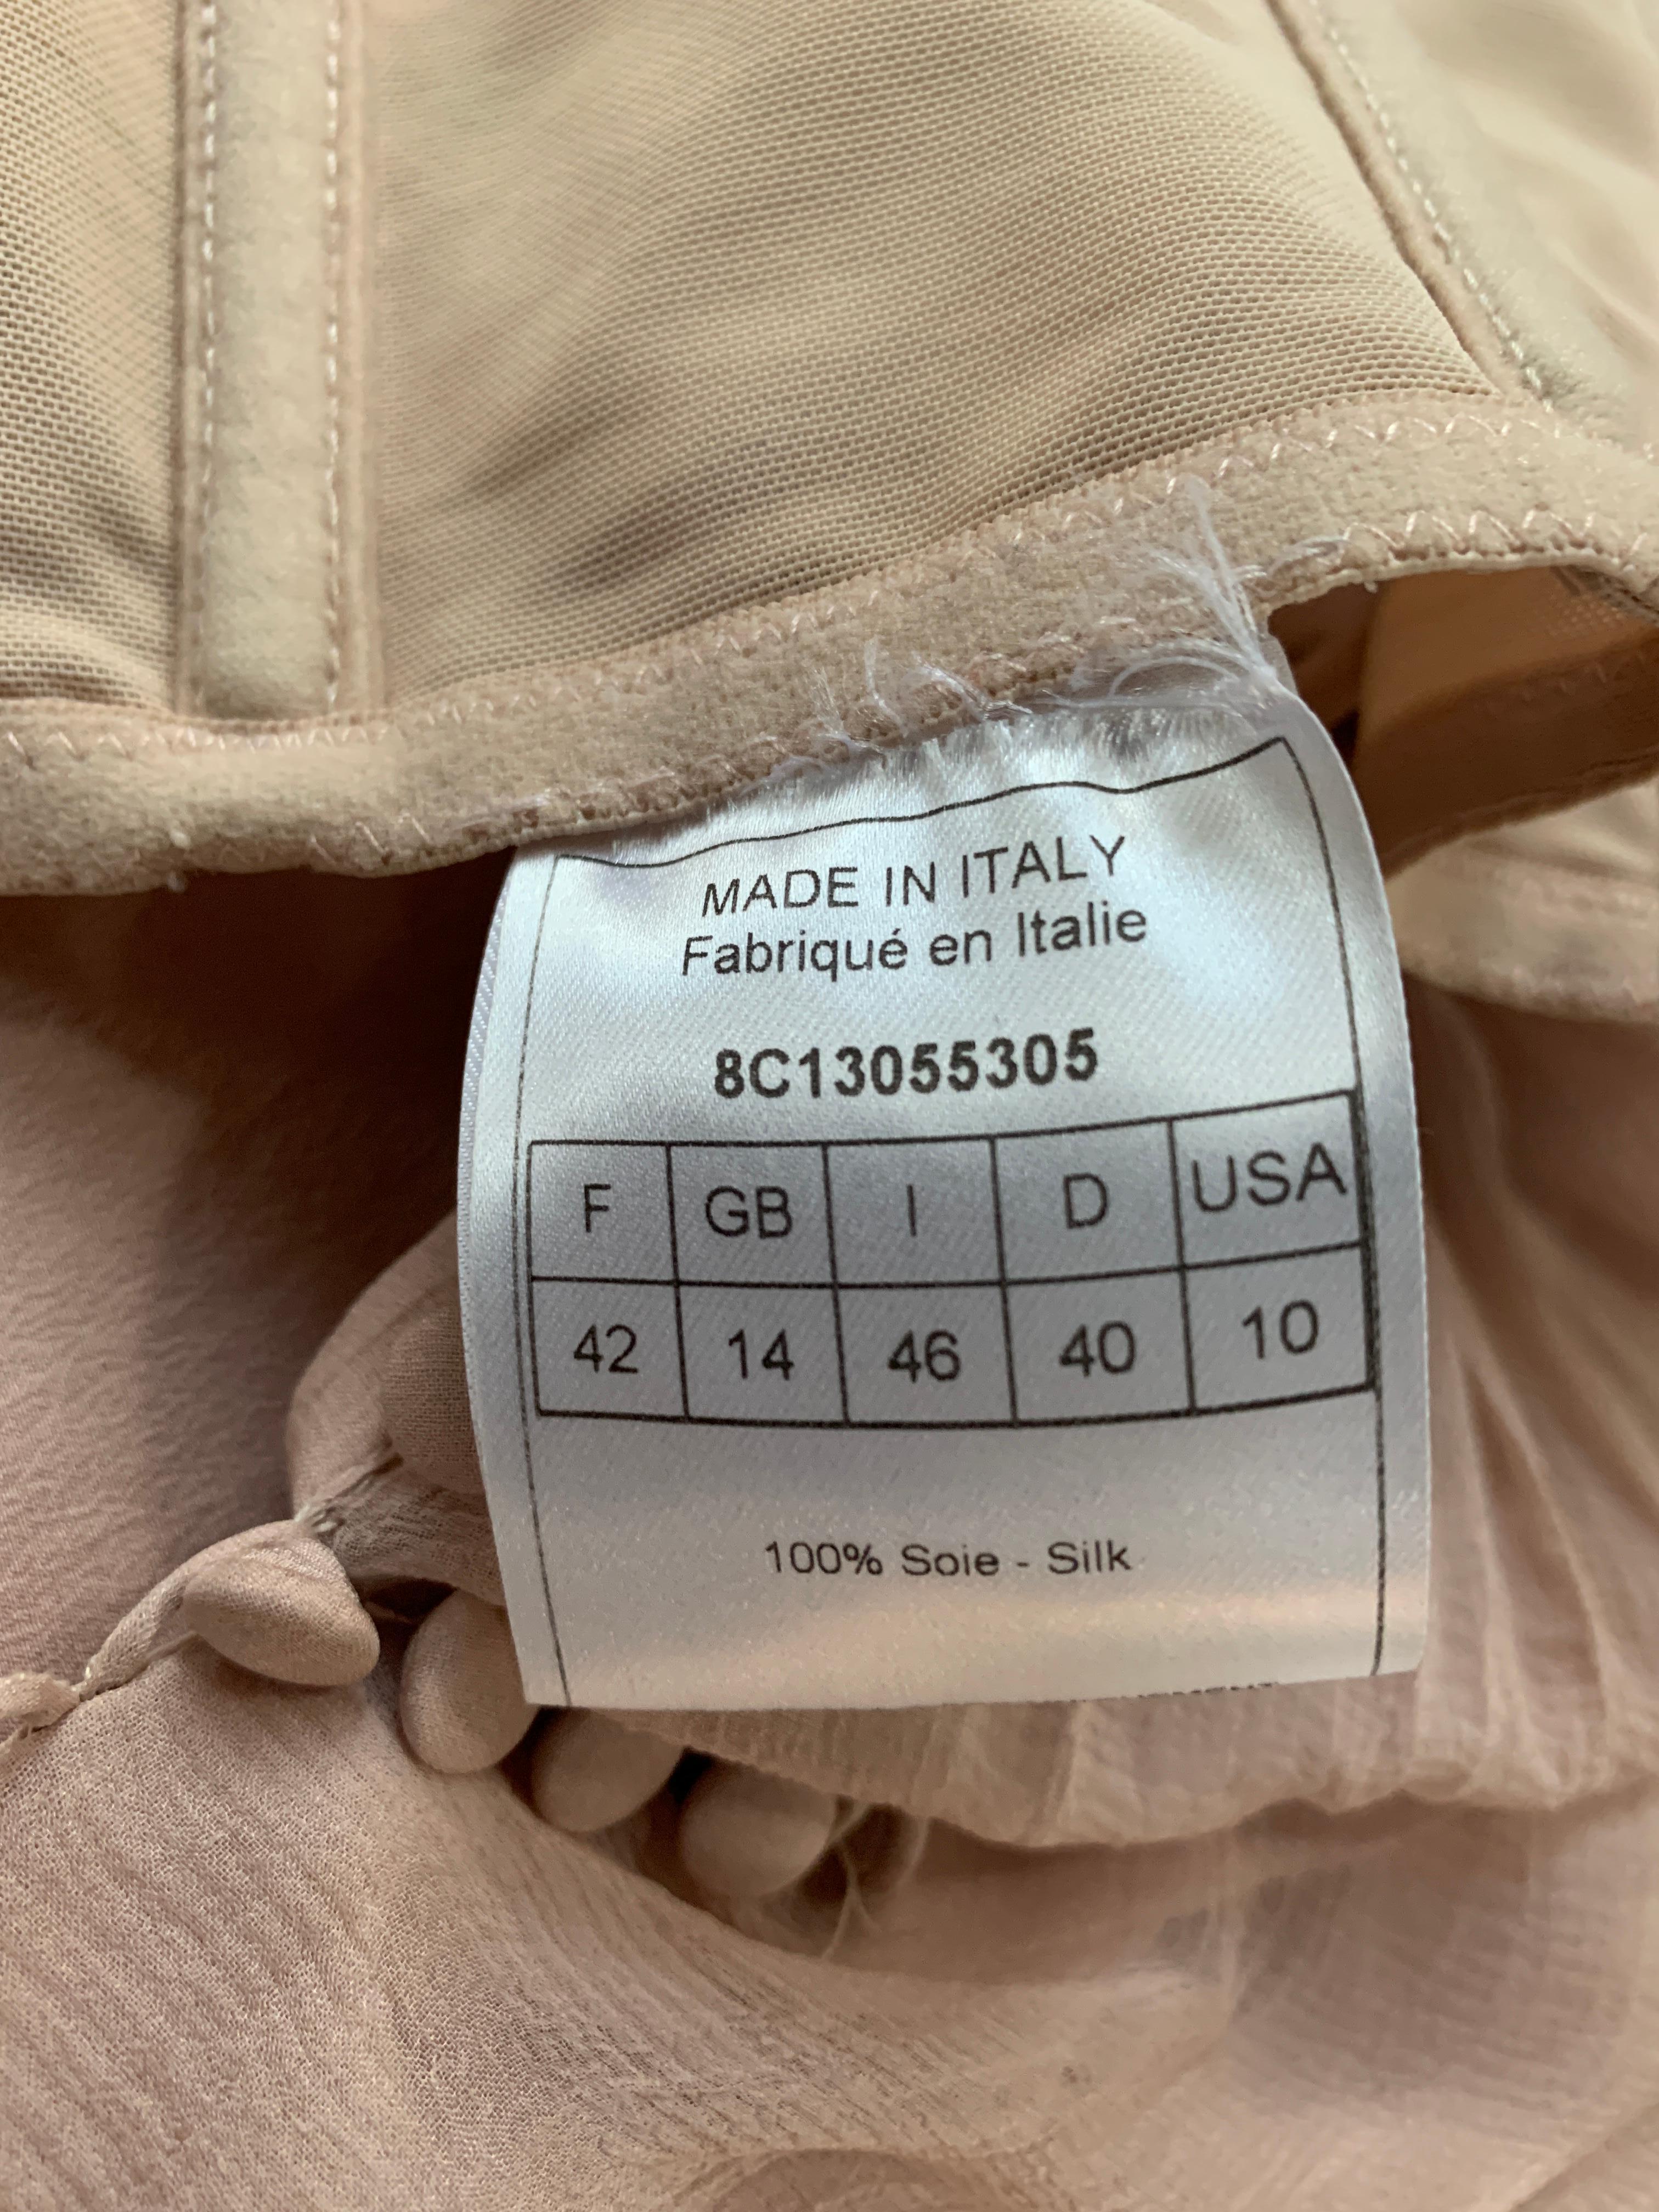 MADE IN ITALY
Fabriqué en Italie
8C13055305
F GB I D USA
42 14 46 40 10
100% Soie - Silk